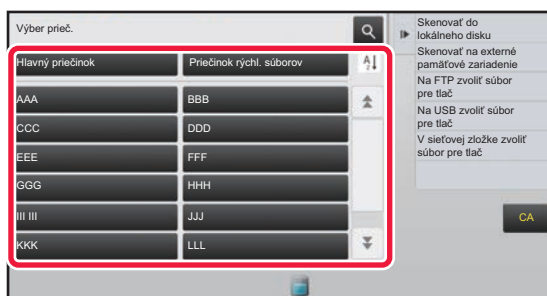 Výber prieč.
Hlavný priečinok
Priečinok rýchl. súborov
AAA
BBB
CCC
DDD
EEE
FFF
GGG
HHH
III III
JJJ
KKK
LLL
Skenovať do
lokálneho disku
Skenovať na externé
pamäťové zariadenie
Na FTP zvoliť súbor
pre tlač
Na USB zvoliť súbor
pre tlač
V sieťovej zložke zvoliť
súbor pre tlač
CA